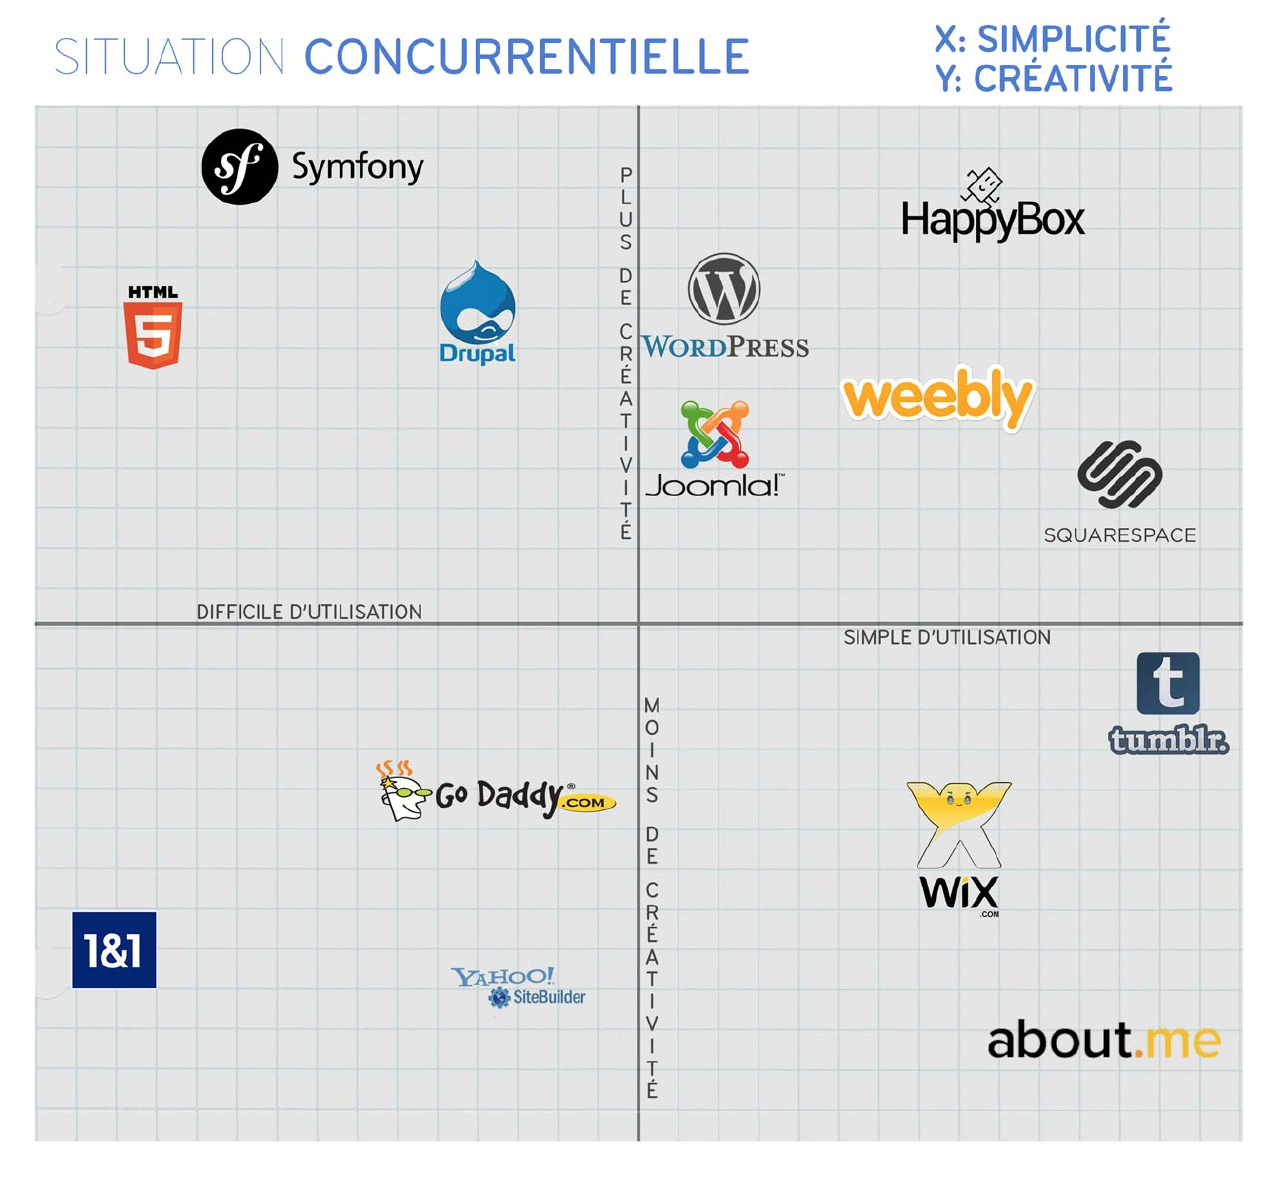 SITUATION CONCURRENTIELLE
X: SIMPLICITÉ
Y: CRÉATIVITÉ
sf Symfony
PLUS DE CRÉATIVITÉ
HappyBox
HTML
5
Drupal
W
WORDPRESS
weebly
Joomla!™
SQUARESPACE
DIFFICILE D'UTILISATION
SIMPLE D'UTILISATION
t
tumblr.
MOINS DE CRÉATIVITÉ
Go Daddy®.COM
WiX
.COM
1&1
YAHOO!
SiteBuilder
about.me